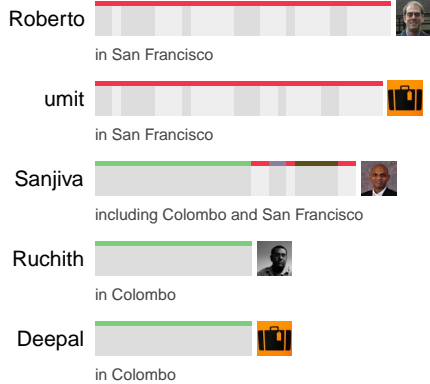 Roberto
in San Francisco
umit
in San Francisco
Sanjiva
including Colombo and San Francisco
Ruchith
in Colombo
Deepal
in Colombo